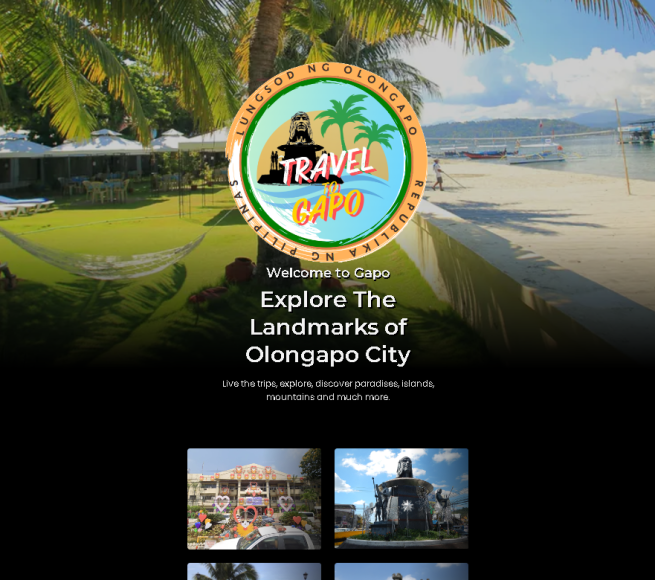 LUNGSOD NG OLONGAPO
TRAVEL
TO
GAPO
REPUBLIKA NG PILIPINAS
Welcome to Gapo
Explore The
Landmarks of
Olongapo City
Live the trips, explore, discover paradises, islands,
mountains and much more.